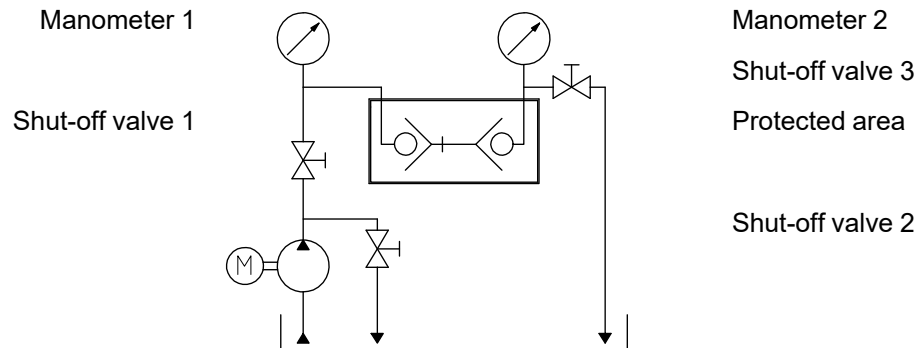 Manometer 1
Manometer 2
Shut-off valve 3
Shut-off valve 1
Protected area
Shut-off valve 2
M